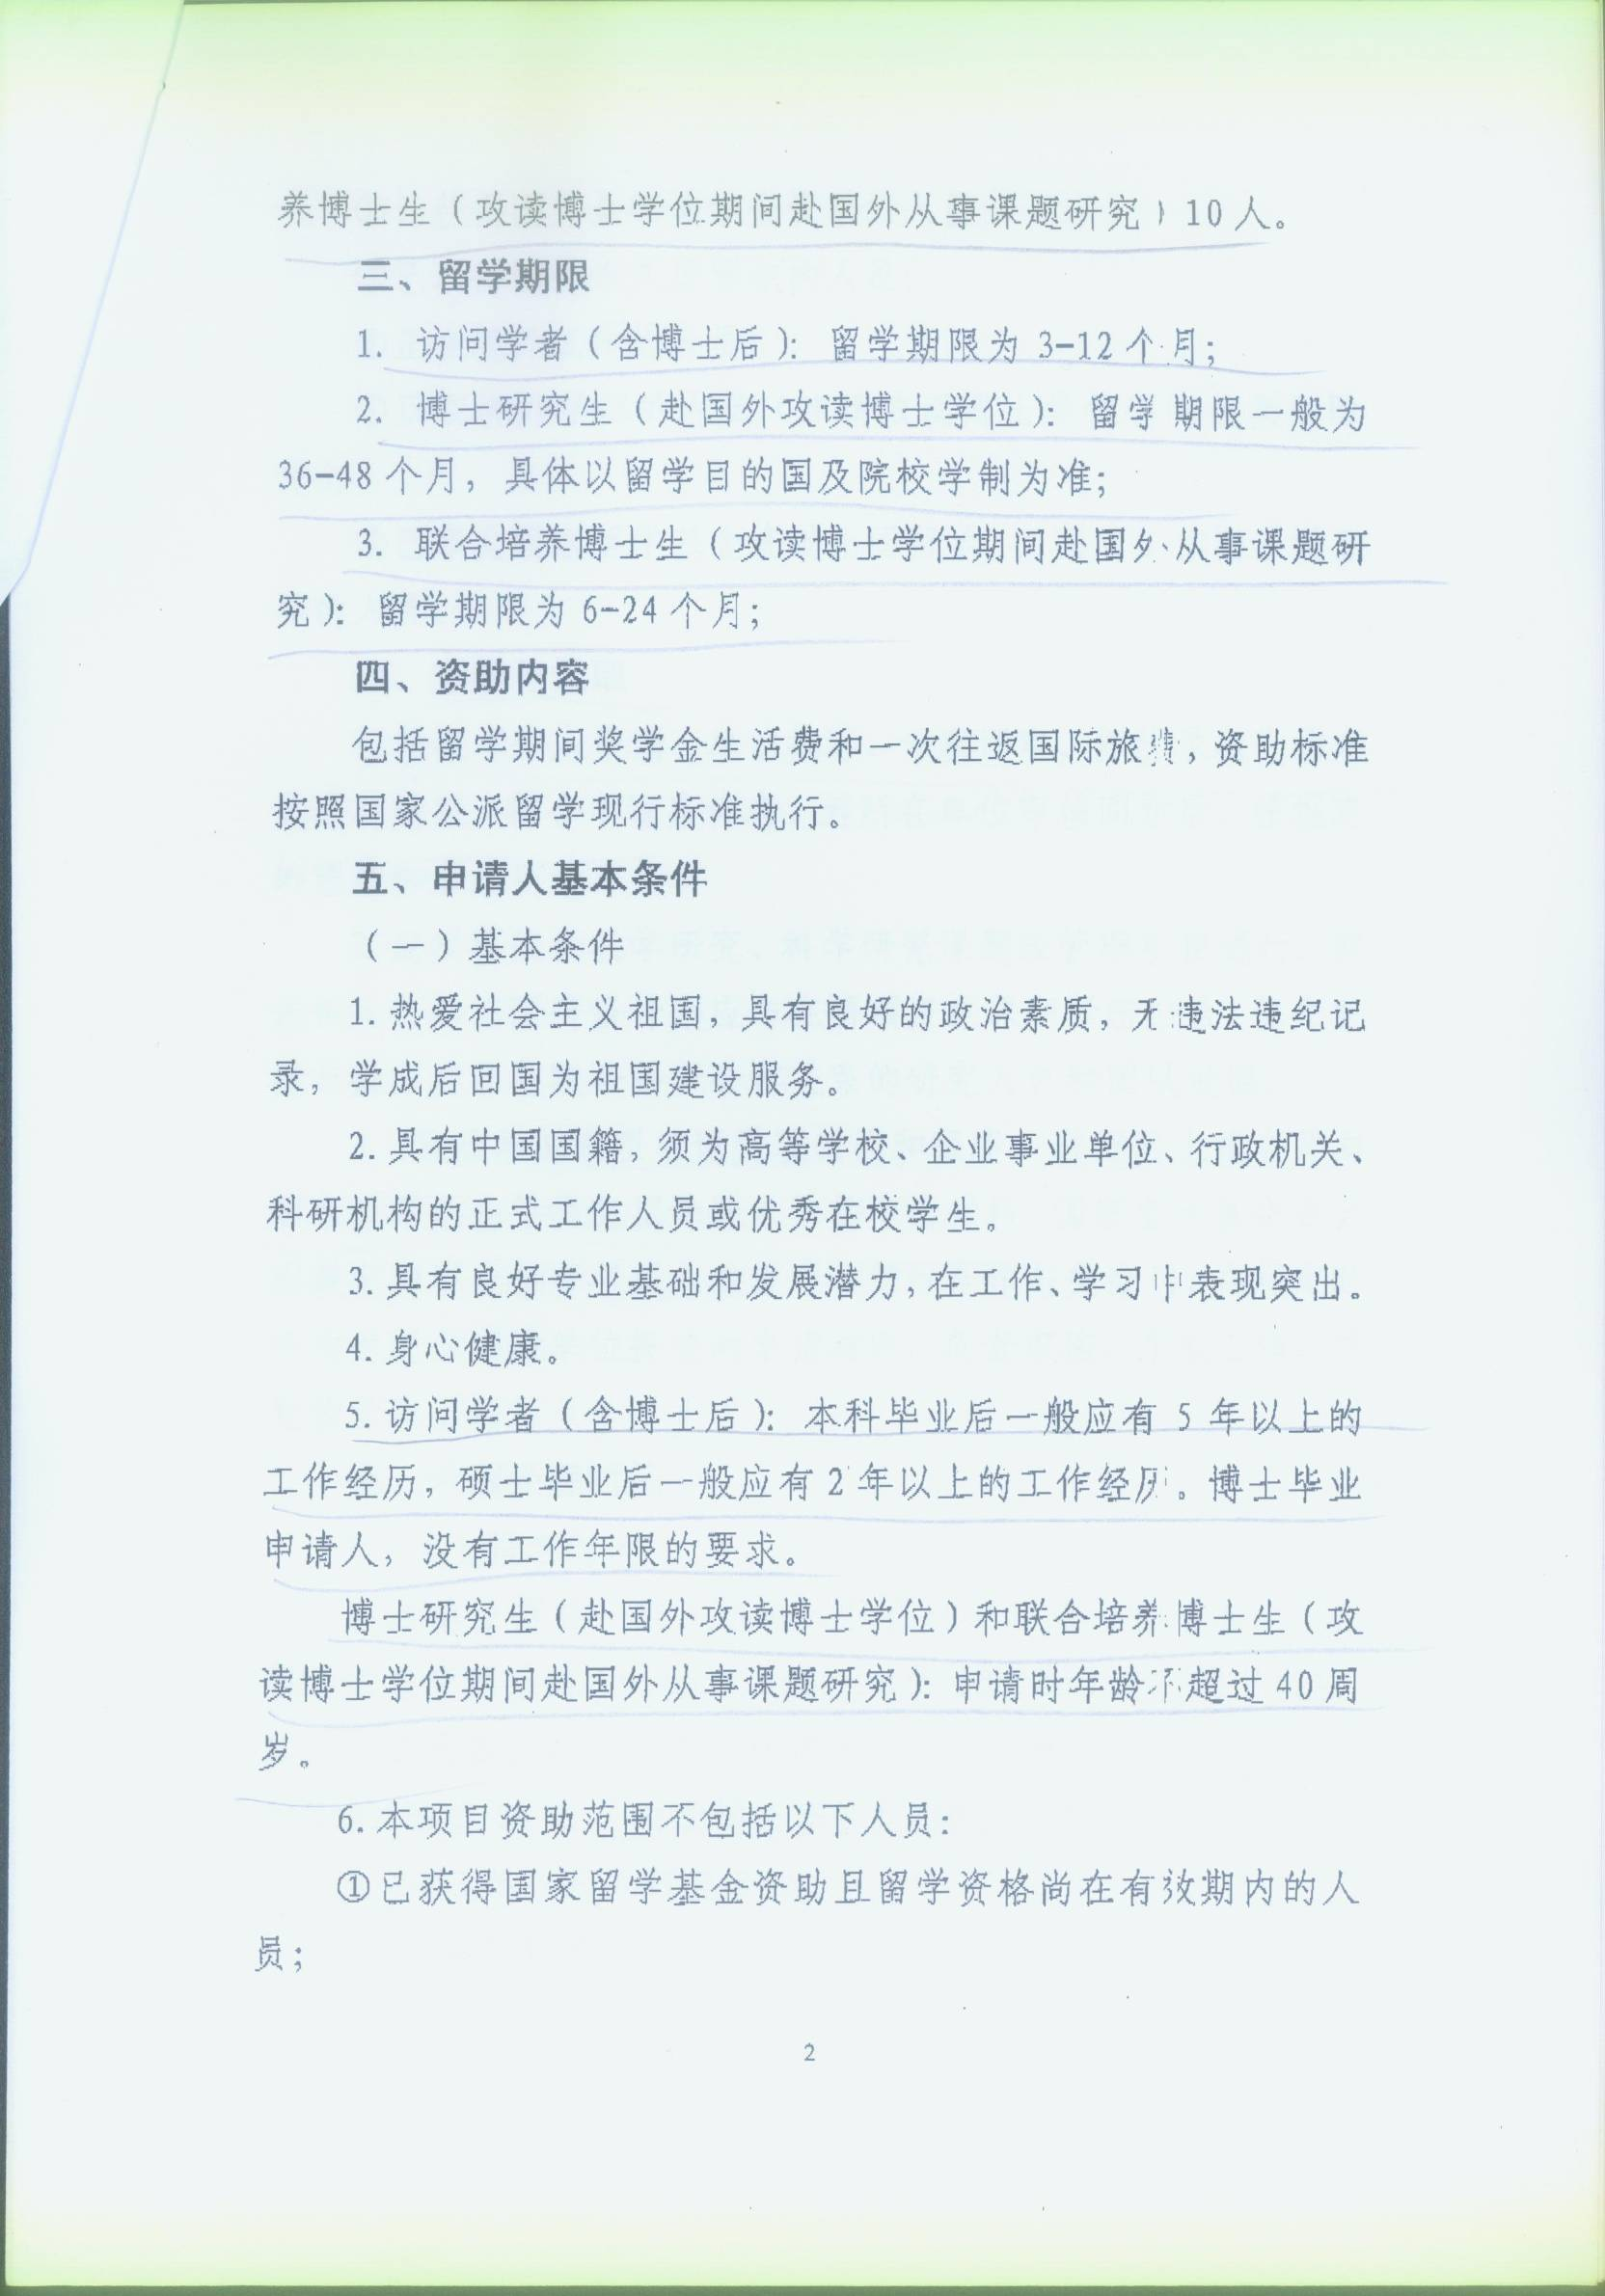 养博士生（攻读博士学位期间赴国外从事课题研究）10人。
三、留学期限
1. 访问学者（含博士后）：留学期限为 3-12 个月；
2. 博士研究生（赴国外攻读博士学位）：留学期限一般为
36-48 个月，具体以留学目的国及院校学制为准；
3. 联合培养博士生（攻读博士学位期间赴国外从事课题研
究）：留学期限为 6-24 个月；
四、资助内容
包括留学期间奖学金生活费和一次往返国际旅费，资助标准
按照国家公派留学现行标准执行。
五、申请人基本条件
（一）基本条件
1. 热爱社会主义祖国，具有良好的政治素质，无违法违纪记
录，学成后回国为祖国建设服务。
2. 具有中国国籍，须为高等学校、企业事业单位、行政机关、
科研机构的正式工作人员或优秀在校学生。
3. 具有良好专业基础和发展潜力，在工作、学习中表现突出。
4. 身心健康。
5. 访问学者（含博士后）：本科毕业后一般应有 5 年以上的
工作经历，硕士毕业后一般应有 2 年以上的工作经历。博士毕业
申请人，没有工作年限的要求。
博士研究生（赴国外攻读博士学位）和联合培养博士生（攻
读博士学位期间赴国外从事课题研究）：申请时年龄不超过 40 周
岁。
6. 本项目资助范围不包括以下人员：
①已获得国家留学基金资助且留学资格尚在有效期内的人
员；
2